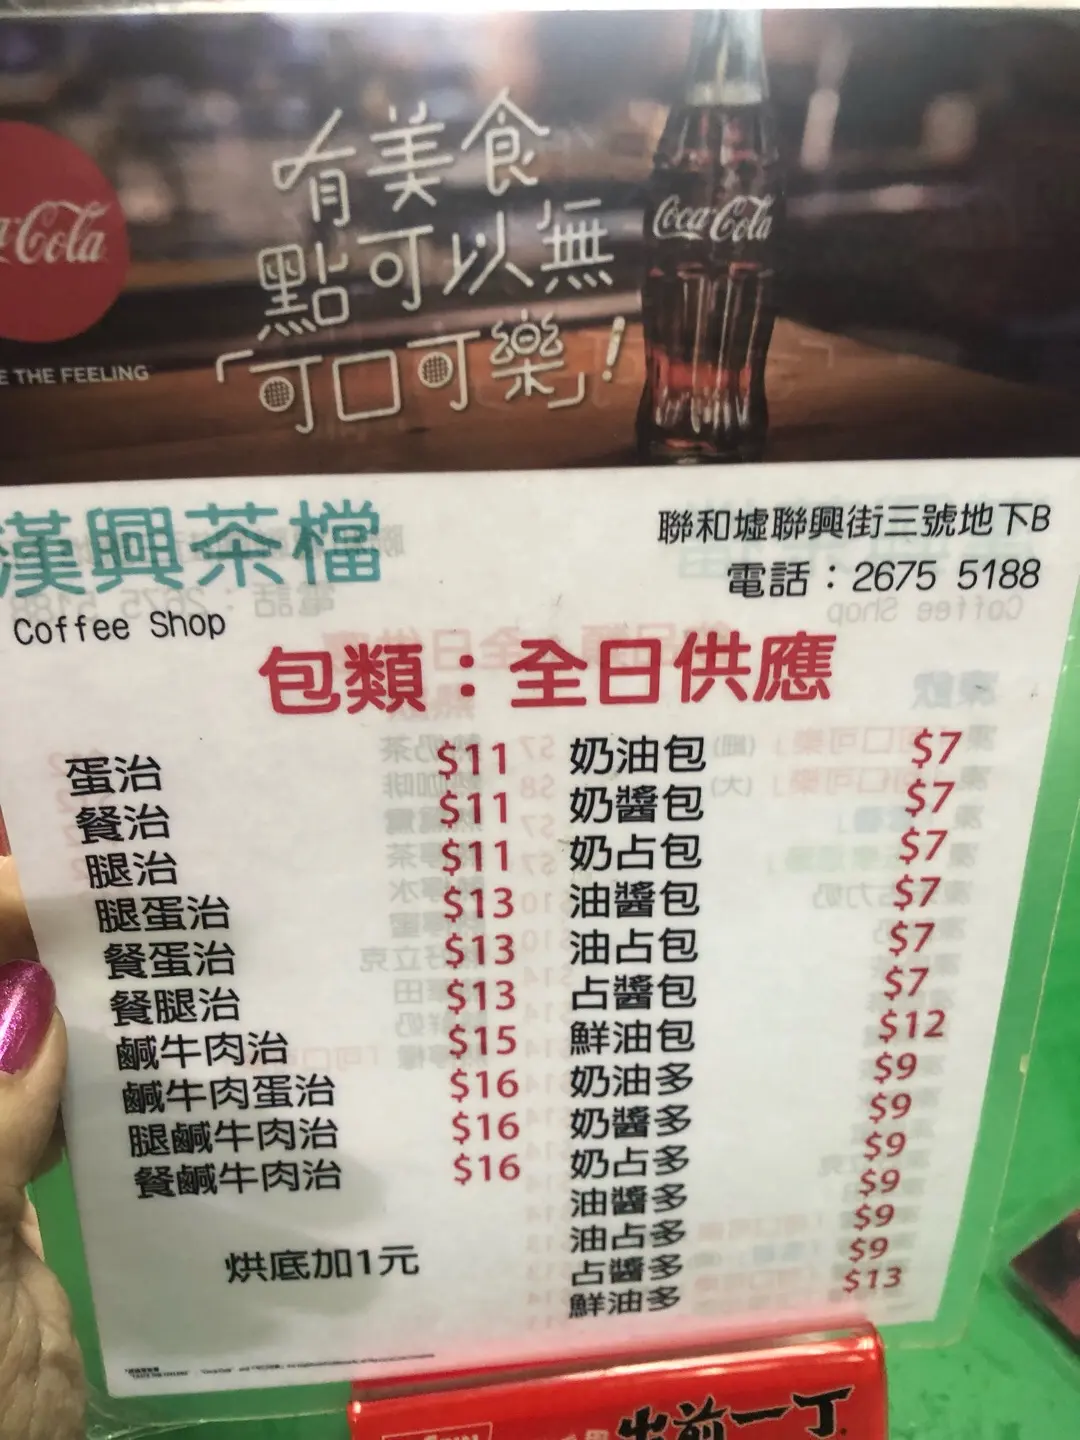 有美食
點可以無
「可口可樂」!
Coca-Cola
Cola
THE FEELING
漢興茶檔
Coffee Shop
聯和墟聯興街三號地下B
電話：2675 5188
包類：全日供應
蛋治 $11
餐治 $11
腿治 $11
腿蛋治 $13
餐蛋治 $13
餐腿治 $13
鹹牛肉治 $15
鹹牛肉蛋治 $16
腿鹹牛肉治 $16
餐鹹牛肉治 $16
烘底加1元
奶油包 $7
奶醬包 $7
奶占包 $7
油醬包 $7
油占包 $7
占醬包 $7
鮮油包 $12
奶油多 $9
奶醬多 $9
奶占多 $9
油醬多 $9
油占多 $9
占醬多 $9
鮮油多 $13
出前一丁